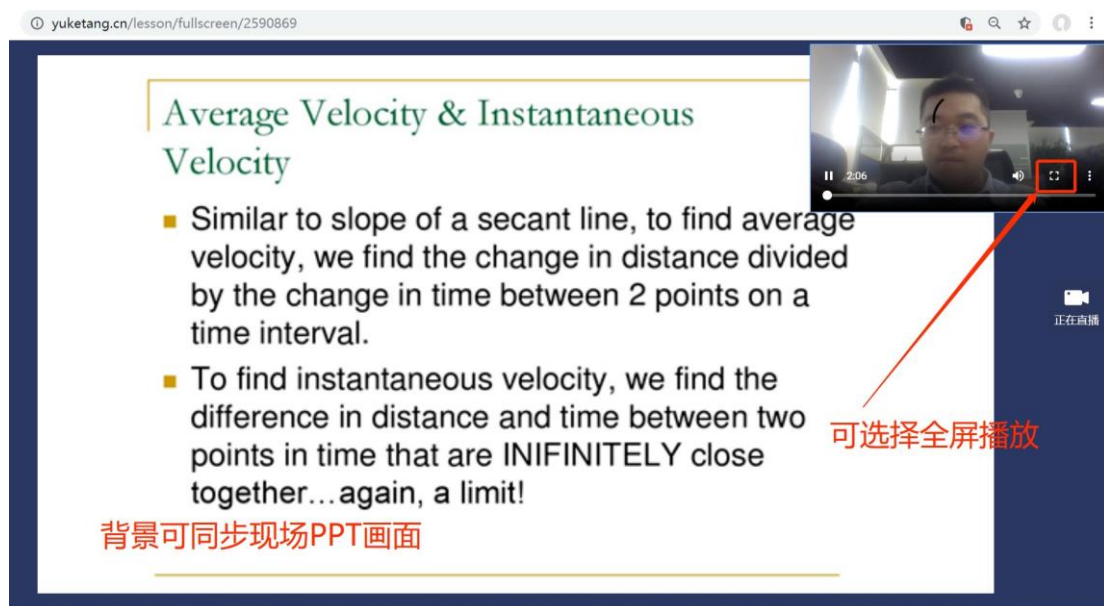 yuketang.cn/lesson/fullscreen/2590869
Average Velocity & Instantaneous
Velocity
2:06
Similar to slope of a secant line, to find average
velocity, we find the change in distance divided
by the change in time between 2 points on a
time interval.
正在直播
To find instantaneous velocity, we find the
difference in distance and time between two
points in time that are INIFINITELY close
together…again, a limit!
可选择全屏播放
背景可同步现场PPT画面